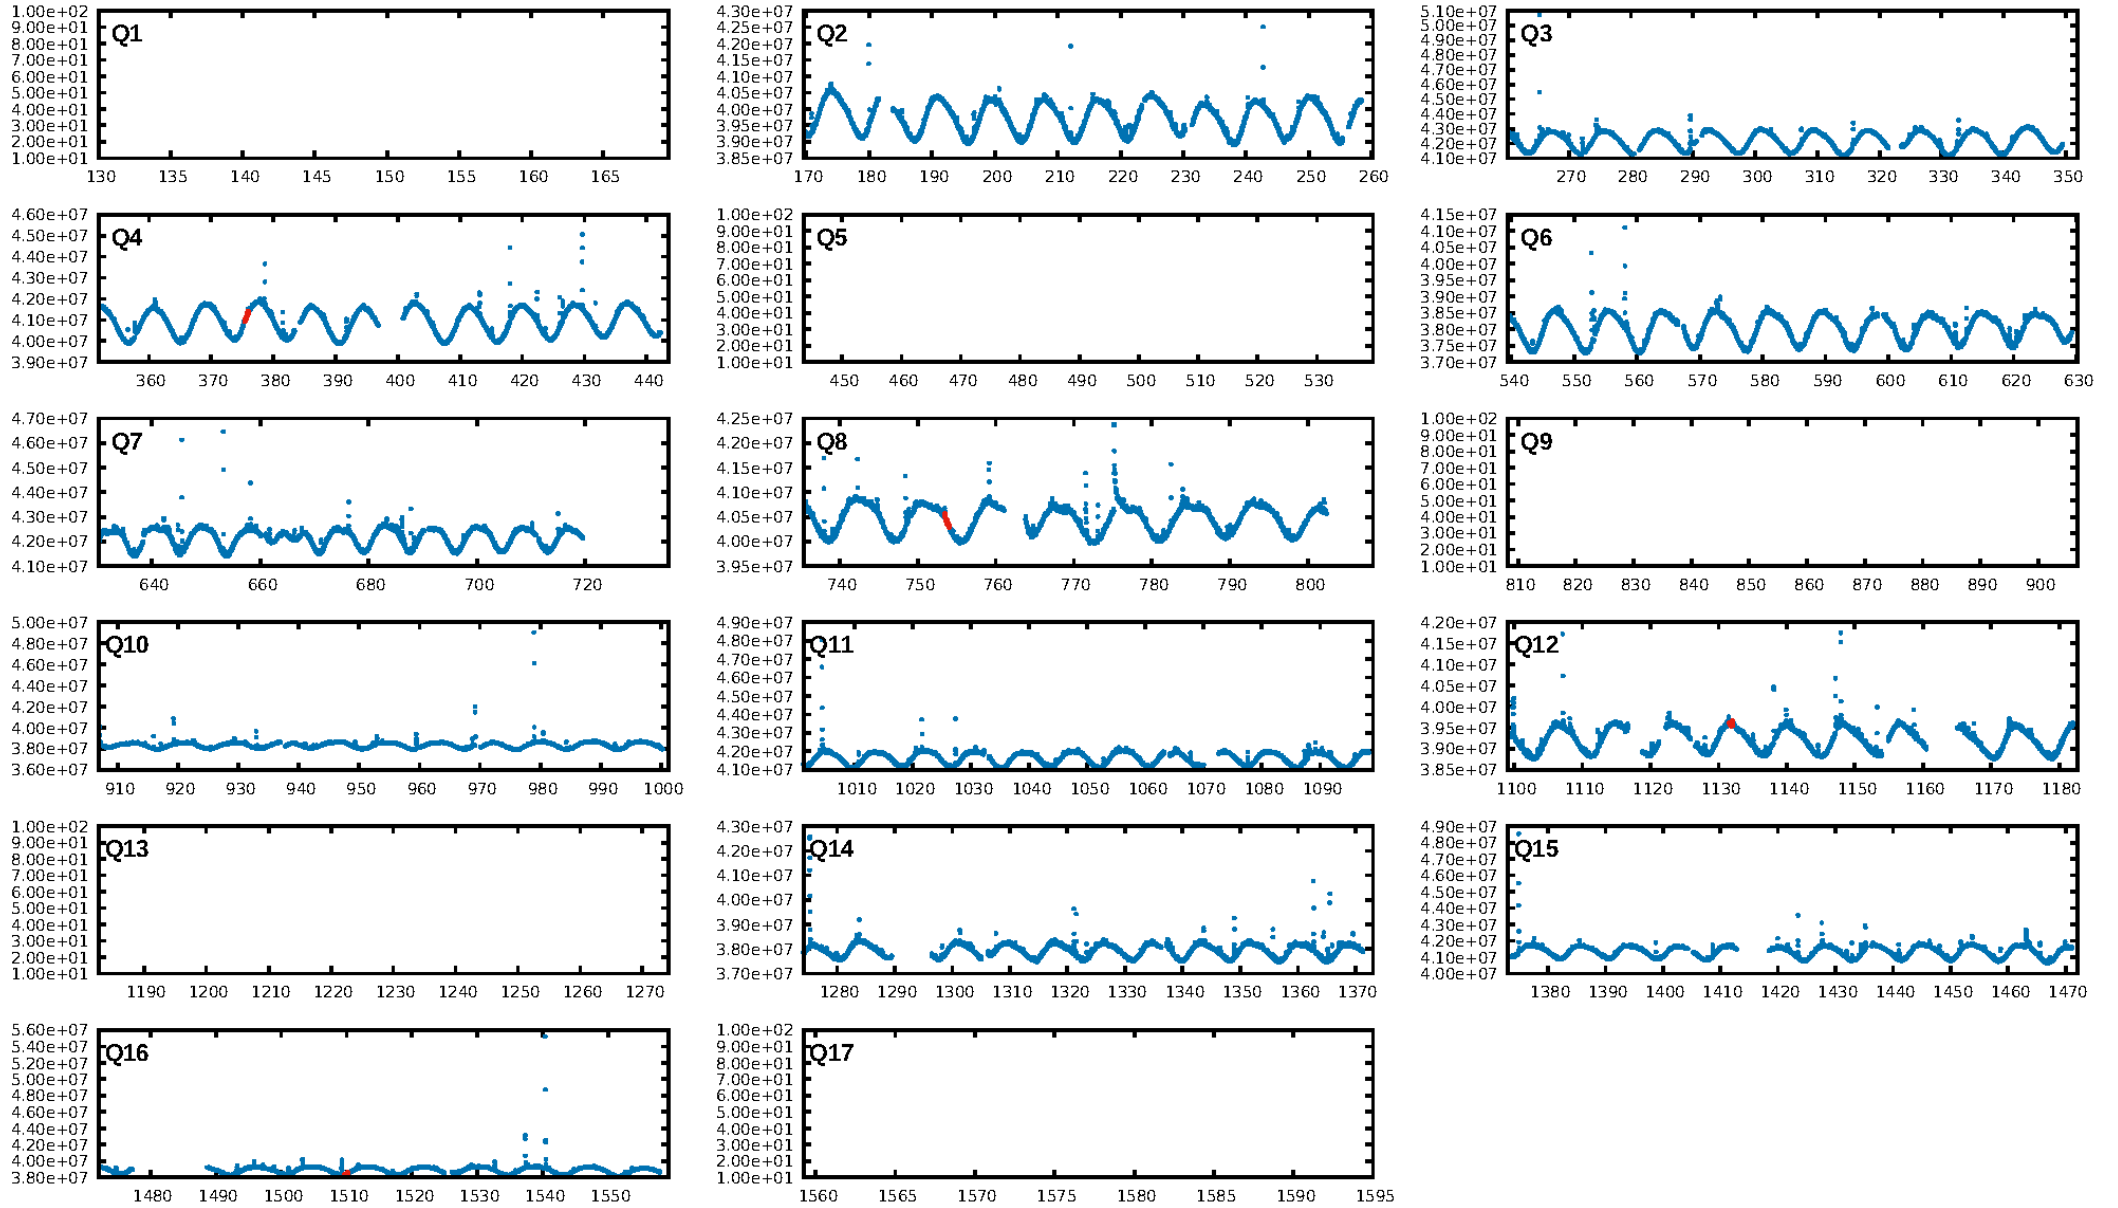 Q1
1.00e+02
9.00e+01
8.00e+01
7.00e+01
6.00e+01
5.00e+01
4.00e+01
3.00e+01
2.00e+01
1.00e+01
130 135 140 145 150 155 160 165
Q2
4.30e+07
4.25e+07
4.20e+07
4.15e+07
4.10e+07
4.05e+07
4.00e+07
3.95e+07
3.90e+07
3.85e+07
170 180 190 200 210 220 230 240 250 260
Q3
5.10e+07
5.00e+07
4.90e+07
4.80e+07
4.70e+07
4.60e+07
4.50e+07
4.40e+07
4.30e+07
4.20e+07
4.10e+07
270 280 290 300 310 320 330 340 350
Q4
4.60e+07
4.50e+07
4.40e+07
4.30e+07
4.20e+07
4.10e+07
4.00e+07
3.90e+07
360 370 380 390 400 410 420 430 440
Q5
1.00e+02
9.00e+01
8.00e+01
7.00e+01
6.00e+01
5.00e+01
4.00e+01
3.00e+01
2.00e+01
1.00e+01
450 460 470 480 490 500 510 520 530
Q6
4.15e+07
4.10e+07
4.05e+07
4.00e+07
3.95e+07
3.90e+07
3.85e+07
3.80e+07
3.75e+07
3.70e+07
540 550 560 570 580 590 600 610 620 630
Q7
4.70e+07
4.60e+07
4.50e+07
4.40e+07
4.30e+07
4.20e+07
4.10e+07
640 660 680 700 720
Q8
4.25e+07
4.20e+07
4.15e+07
4.10e+07
4.05e+07
4.00e+07
3.95e+07
740 750 760 770 780 790 800
Q9
1.00e+02
9.00e+01
8.00e+01
7.00e+01
6.00e+01
5.00e+01
4.00e+01
3.00e+01
2.00e+01
1.00e+01
810 820 830 840 850 860 870 880 890 900
Q10
5.00e+07
4.80e+07
4.60e+07
4.40e+07
4.20e+07
4.00e+07
3.80e+07
3.60e+07
910 920 930 940 950 960 970 980 990 1000
Q11
4.90e+07
4.80e+07
4.70e+07
4.60e+07
4.50e+07
4.40e+07
4.30e+07
4.20e+07
4.10e+07
1010 1020 1030 1040 1050 1060 1070 1080 1090
Q12
4.20e+07
4.15e+07
4.10e+07
4.05e+07
4.00e+07
3.95e+07
3.90e+07
3.85e+07
1100 1110 1120 1130 1140 1150 1160 1170 1180
Q13
1.00e+02
9.00e+01
8.00e+01
7.00e+01
6.00e+01
5.00e+01
4.00e+01
3.00e+01
2.00e+01
1.00e+01
1190 1200 1210 1220 1230 1240 1250 1260 1270
Q14
4.30e+07
4.20e+07
4.10e+07
4.00e+07
3.90e+07
3.80e+07
3.70e+07
1280 1290 1300 1310 1320 1330 1340 1350 1360 1370
Q15
4.90e+07
4.80e+07
4.70e+07
4.60e+07
4.50e+07
4.40e+07
4.30e+07
4.20e+07
4.10e+07
4.00e+07
1380 1390 1400 1410 1420 1430 1440 1450 1460 1470
Q16
5.60e+07
5.40e+07
5.20e+07
5.00e+07
4.80e+07
4.60e+07
4.40e+07
4.20e+07
4.00e+07
3.80e+07
1480 1490 1500 1510 1520 1530 1540 1550
Q17
1.00e+02
9.00e+01
8.00e+01
7.00e+01
6.00e+01
5.00e+01
4.00e+01
3.00e+01
2.00e+01
1.00e+01
1560 1565 1570 1575 1580 1585 1590 1595